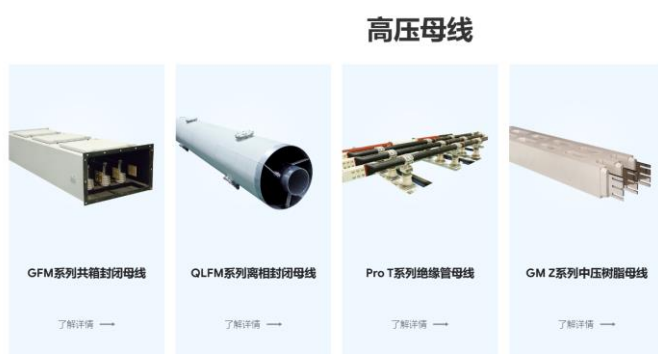 高压母线
GFM系列共箱封闭母线
QLFM系列离相封闭母线
Pro T系列绝缘管母线
GM Z系列中压树脂母线
了解详情
了解详情
了解详情
了解详情